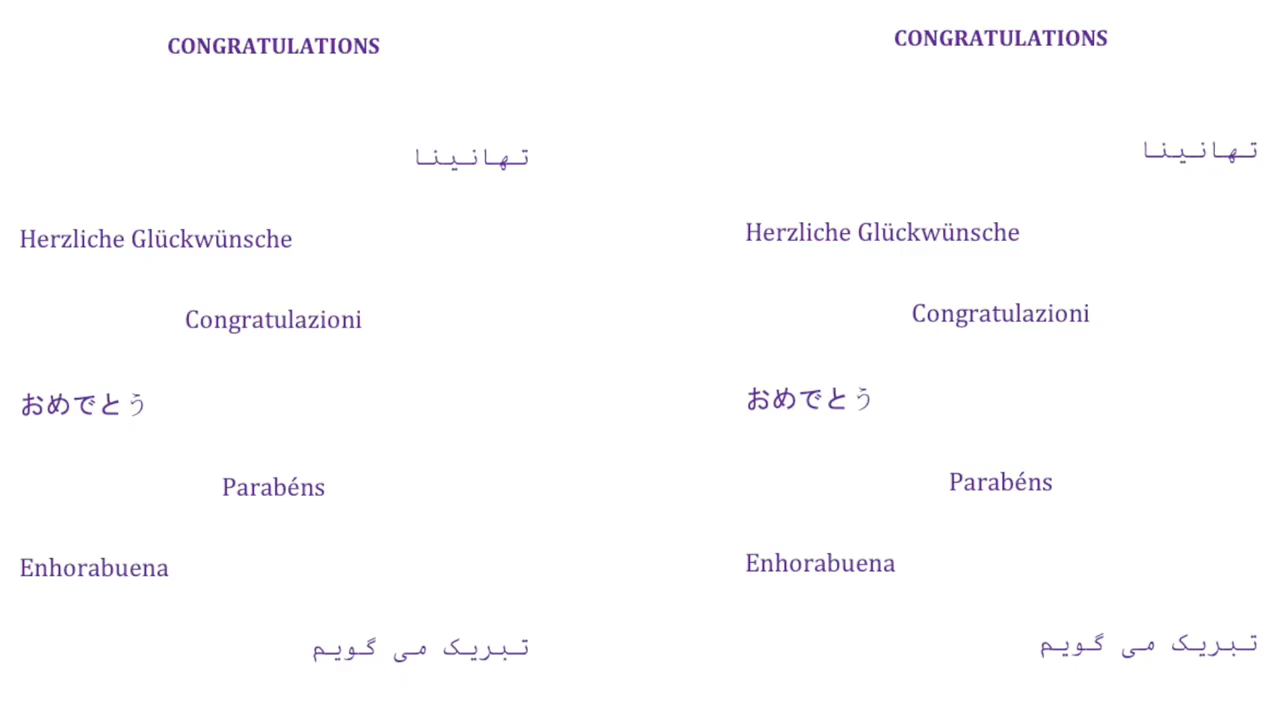 CONGRATULATIONS
تهانينا
Herzliche Glückwünsche
Congratulazioni
おめでとう
Parabéns
Enhorabuena
تبریک می گویم
CONGRATULATIONS
تهانينا
Herzliche Glückwünsche
Congratulazioni
おめでとう
Parabéns
Enhorabuena
تبریک می گویم